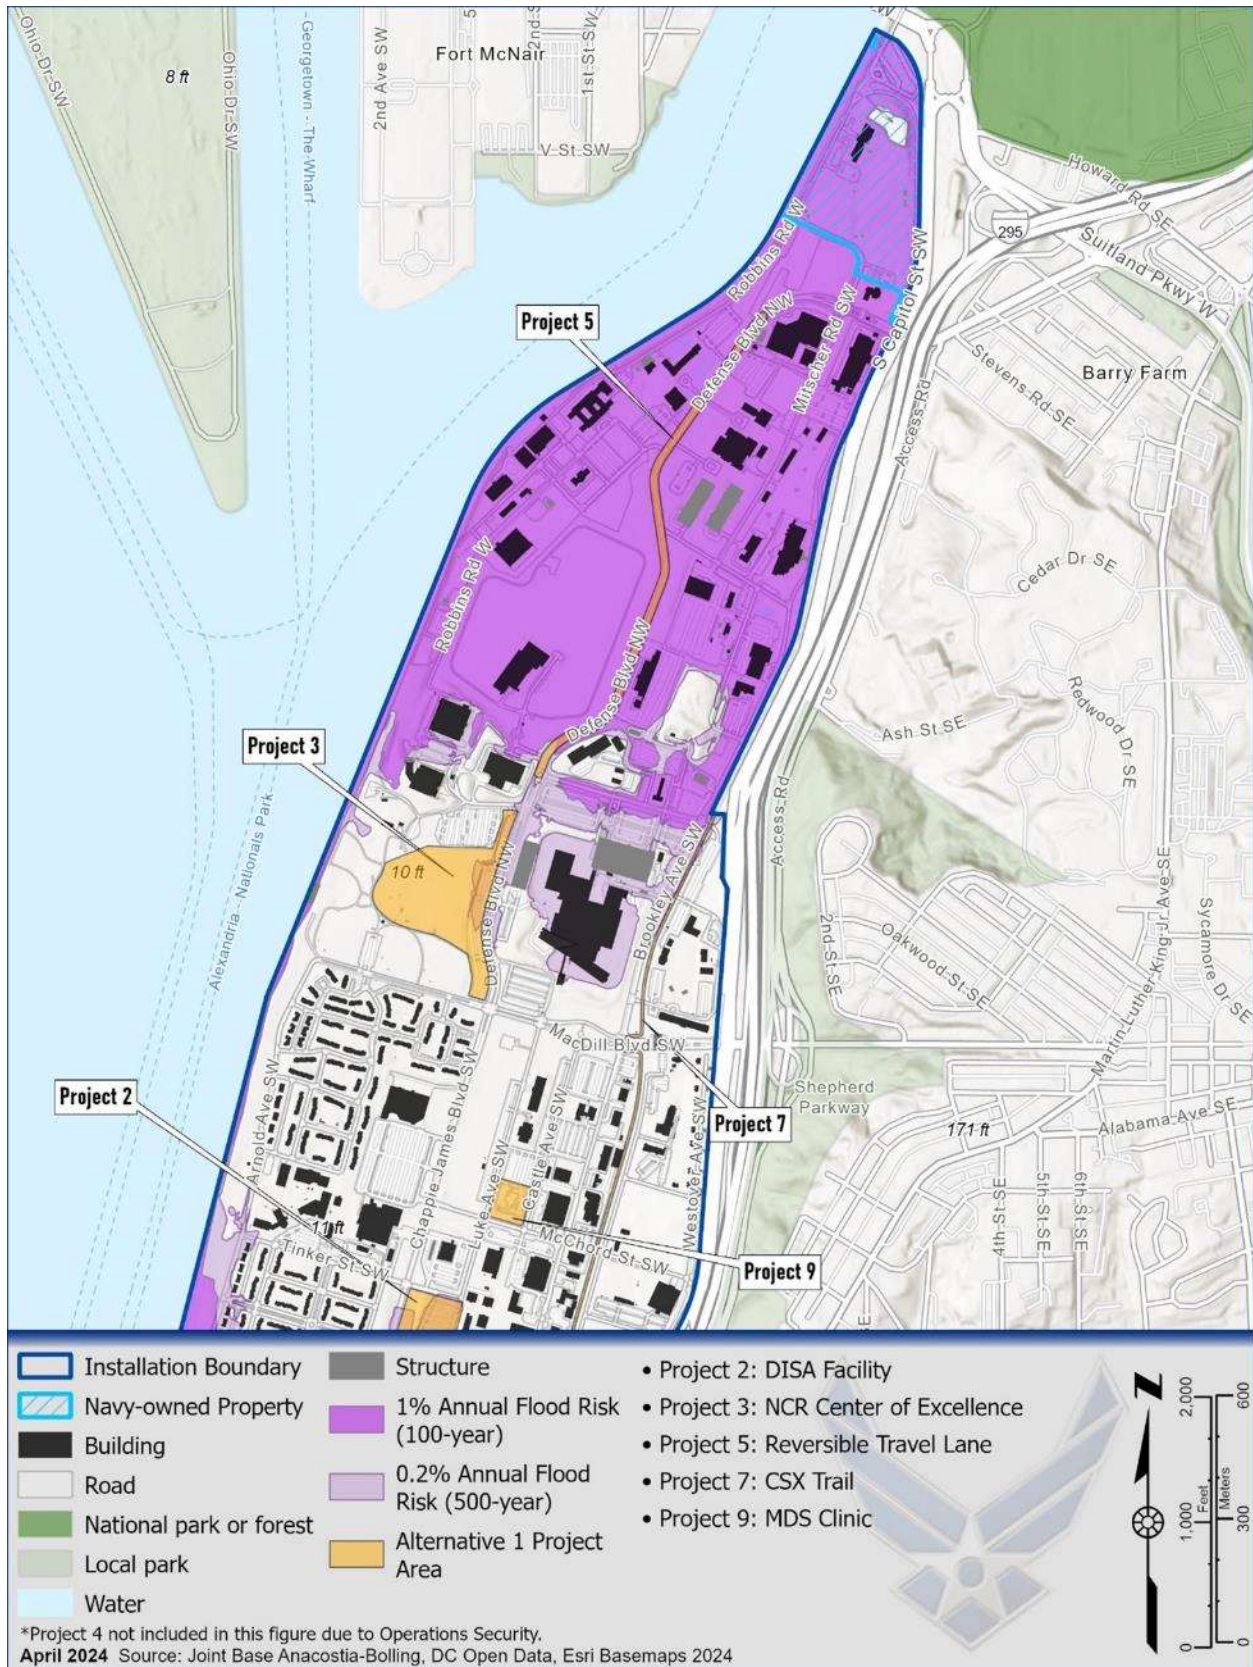 Ohio Dr SW
8 ft
Ohio Dr SW
Georgetown - The Wharf
2nd Ave SW
Fort McNair
1st St SW
V St SW
Howard Rd SE
295
Suitland Pkwy W
Robbins Rd W
S Capitol St SW
Project 5
Defense Blvd NW
Mitscher Rd SW
Stevens Rd SE
Barry Farm
Access Rd
Cedar Dr SE
Robbins Rd W
Defense Blvd NW
Redwood Dr SE
Ash St SE
Project 3
Access Rd
Alexandria - Nationals Park
10 ft
Defense Blvd NW
Brookley Ave SW
2nd St SE
Oakwood St SE
Martin Luther King Jr Ave SE
Sycamore Dr SE
MacDill Blvd SW
Shepherd
Parkway
Project 2
Arnold Ave SW
Chappie James Blvd SW
Castle Ave SW
Project 7
171 ft
Alabama Ave SE
Luke Ave SW
Westover Ave SW
4th St SE
5th St SE
6th St SE
11 ft
Tinker St SW
McChord St SW
Project 9
SE
Installation Boundary
Navy-owned Property
Building
Road
National park or forest
Local park
Water
Structure
1% Annual Flood Risk
(100-year)
0.2% Annual Flood
Risk (500-year)
Alternative 1 Project
Area
• Project 2: DISA Facility
• Project 3: NCR Center of Excellence
• Project 5: Reversible Travel Lane
• Project 7: CSX Trail
• Project 9: MDS Clinic
N
2,000
1,000
0
Feet
Meters
600
300
0
*Project 4 not included in this figure due to Operations Security.
April 2024 Source: Joint Base Anacostia-Bolling, DC Open Data, Esri Basemaps 2024